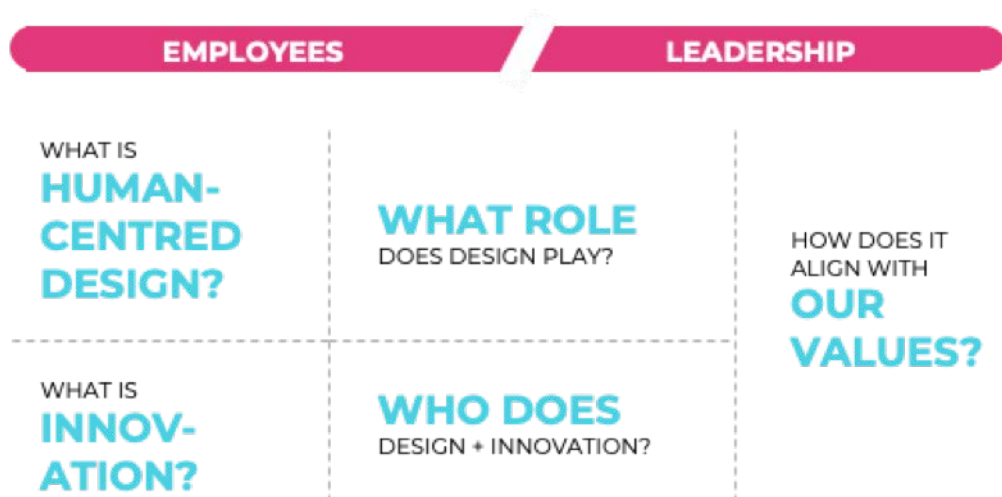 EMPLOYEES
LEADERSHIP
WHAT IS
HUMAN-
CENTRED
DESIGN?
WHAT ROLE
DOES DESIGN PLAY?
HOW DOES IT
ALIGN WITH
OUR
VALUES?
WHAT IS
INNOV-
ATION?
WHO DOES
DESIGN + INNOVATION?